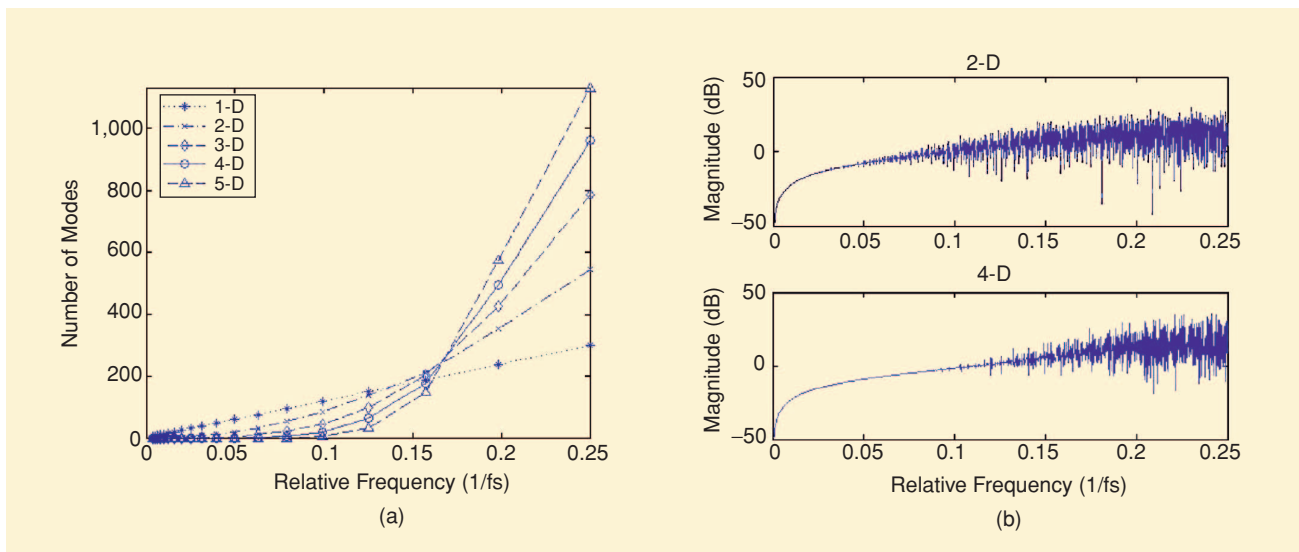 1-D
2-D
3-D
4-D
5-D
1,000
800
600
400
200
0
Number of Modes
0 0.05 0.1 0.15 0.2 0.25
Relative Frequency (1/fs)
(a)
2-D
50
0
–50
Magnitude (dB)
0 0.05 0.1 0.15 0.2 0.25
4-D
50
0
–50
Magnitude (dB)
0 0.05 0.1 0.15 0.2 0.25
Relative Frequency (1/fs)
(b)